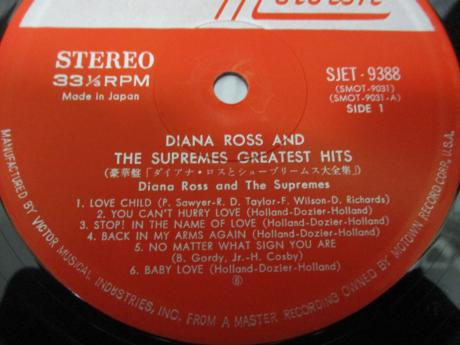 Motown
STEREO
33 1/3 RPM
Made in Japan
SJET-9388
(SMOT-9031)
(SMOT-9031-A)
SIDE 1
DIANA ROSS AND
THE SUPREMES GREATEST HITS
(豪華盤「ダイアナ・ロスとシュープリームス大全集」)
Diana Ross and The Supremes
1. LOVE CHILD (P. Sawyer-R. D. Taylor-F. Wilson-D. Richards)
2. YOU CAN'T HURRY LOVE (Holland-Dozier-Holland)
3. STOP! IN THE NAME OF LOVE (Holland-Dozier-Holland)
4. BACK IN MY ARMS AGAIN (Holland-Dozier-Holland)
5. NO MATTER WHAT SIGN YOU ARE
(B. Gordy, Jr.-H. Cosby)
6. BABY LOVE (Holland-Dozier-Holland)
MANUFACTURED BY VICTOR MUSICAL INDUSTRIES, INC. FROM A MASTER RECORDING OWNED BY MOTOWN RECORD CORP. U.S.A.